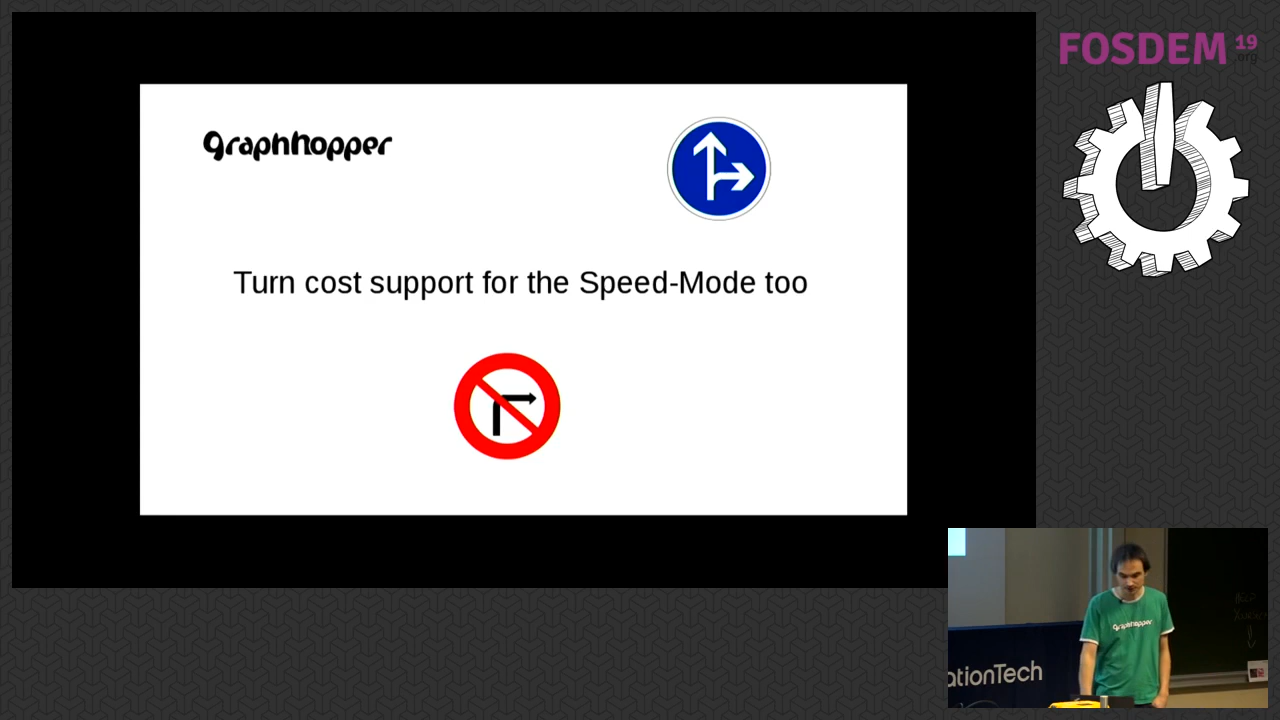 graphhopper
Turn cost support for the Speed-Mode too
FOSDEM 19
.org
graphhopper
ationTech